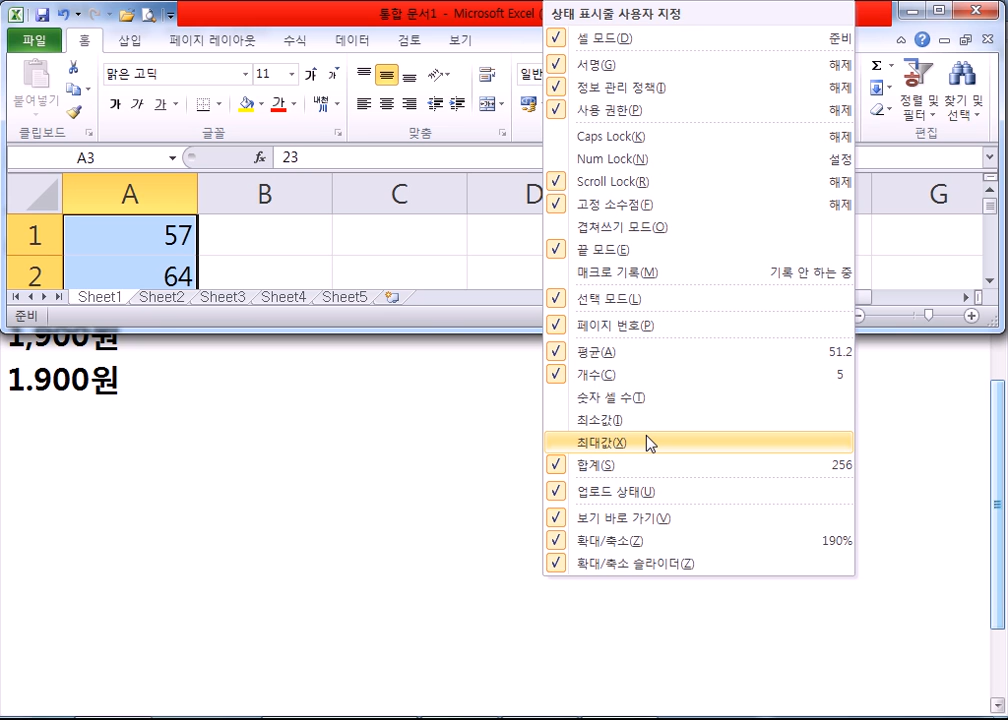 통합 문서1 - Microsoft Excel (
파일 홈 삽입 페이지 레이아웃 수식 데이터 검토 보기
붙여넣기
클립보드
맑은 고딕 11
가 가 가
가 내천
글꼴
맞춤
일반
정렬 및 필터
찾기 및 선택
편집
A3 fx 23
A B C D G
1 57
2 64
Sheet1 Sheet2 Sheet3 Sheet4 Sheet5
준비
1,900원
1.900원
상태 표시줄 사용자 지정
셀 모드(D) 준비
서명(G) 해제
정보 관리 정책(I) 해제
사용 권한(P) 해제
Caps Lock(K) 해제
Num Lock(N) 설정
Scroll Lock(R) 해제
고정 소수점(F) 해제
겹쳐쓰기 모드(O)
끝 모드(E)
매크로 기록(M) 기록 안 하는 중
선택 모드(L)
페이지 번호(P)
평균(A) 51.2
개수(C) 5
숫자 셀 수(T)
최소값(I)
최대값(X)
합계(S) 256
업로드 상태(U)
보기 바로 가기(V)
확대/축소(Z) 190%
확대/축소 슬라이더(Z)